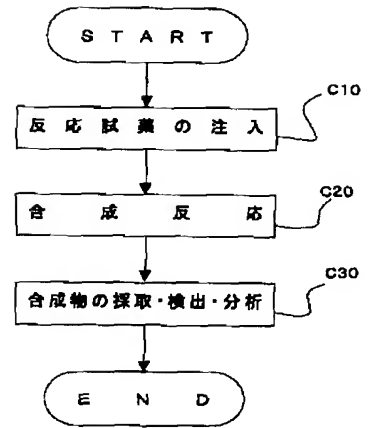 START
C10
反応試薬の注入
C20
合成反応
C30
合成物の採取・検出・分析
END